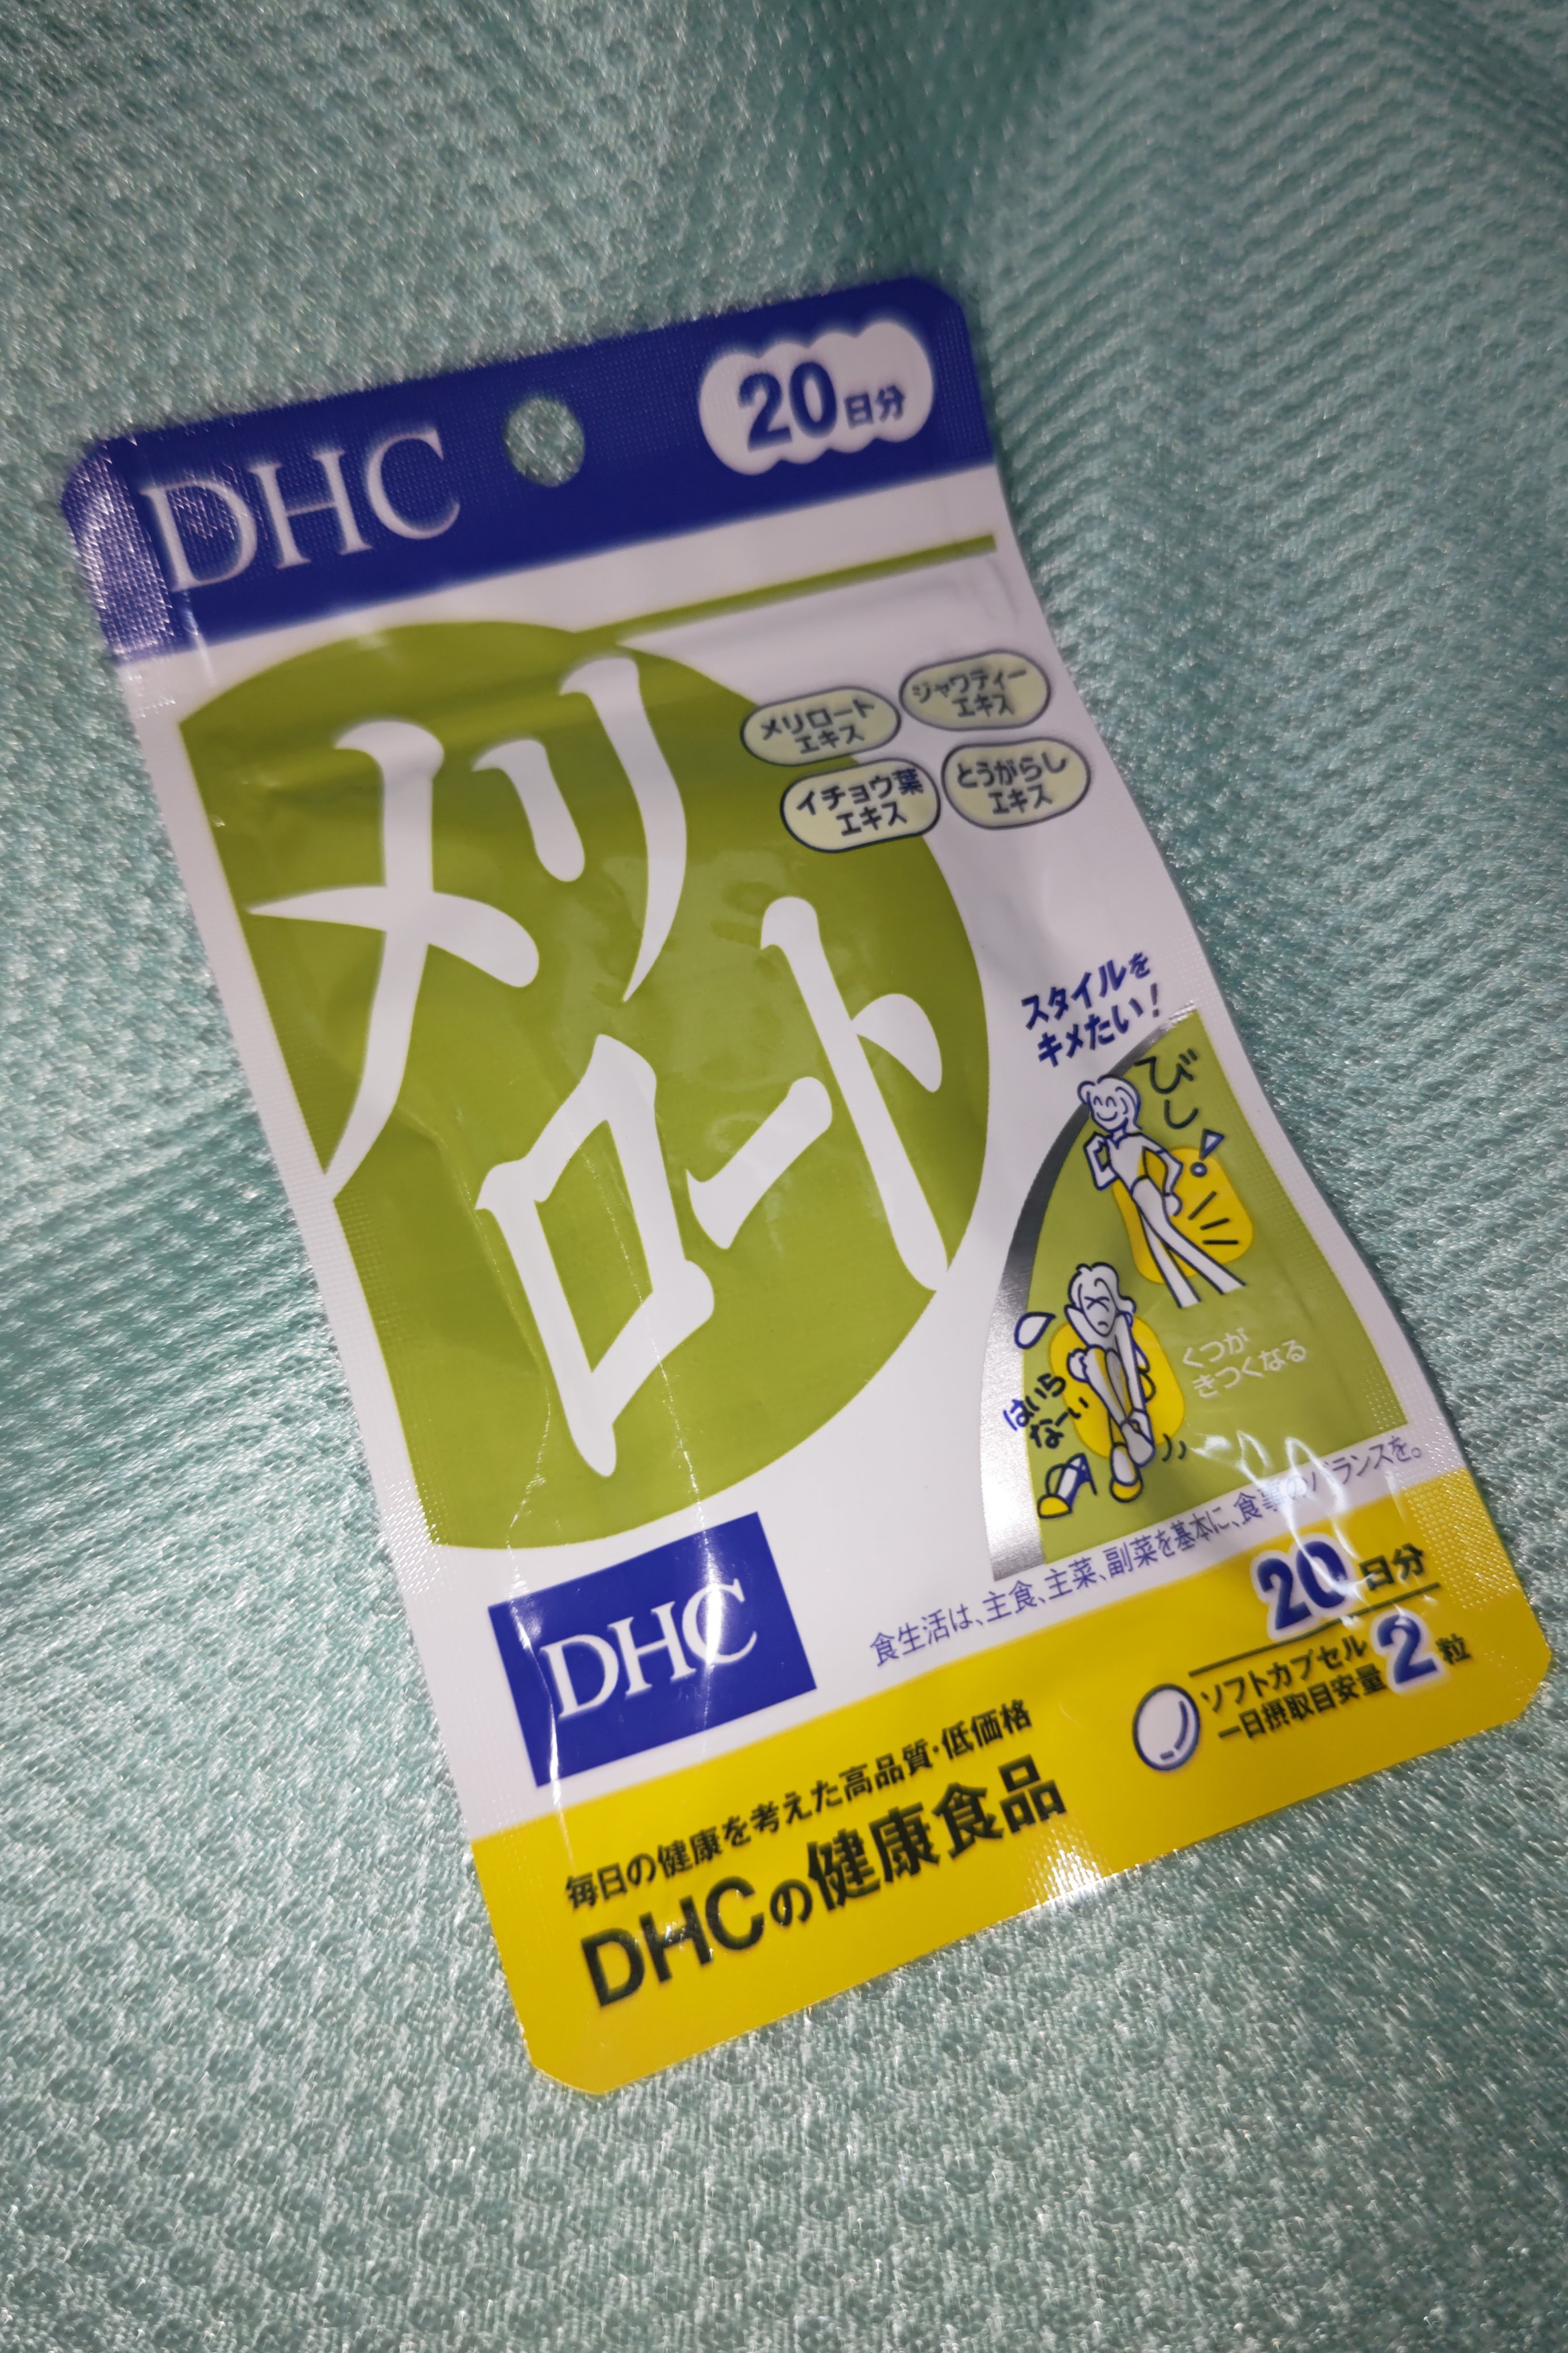 DHC
20日分
メリロート
エキス
ジャワティー
エキス
イチョウ葉
エキス
とうがらし
エキス
メリ
ロート
スタイルを
キメたい!
びし
はいら
なーい
くつが
きつくなる
食生活は、主食、主菜、副菜を基本に、食事のバランスを。
DHC
20日分
ソフトカプセル
一日摂取目安量2粒
毎日の健康を考えた高品質・低価格
DHCの健康食品